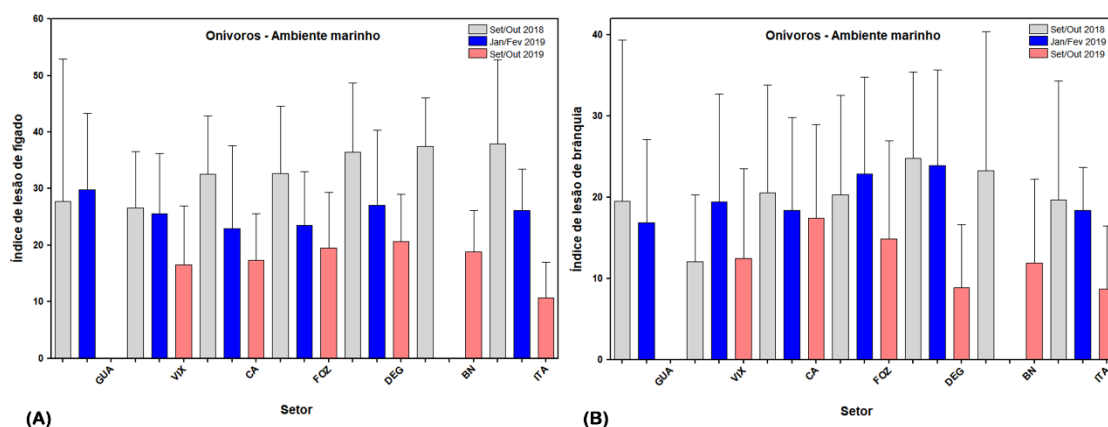 Onívoros - Ambiente marinho
Set/Out 2018
Jan/Fev 2019
Set/Out 2019
Índice de lesão de fígado
60
50
40
30
20
10
0
GUA
VIX
CA
FOZ
DEG
BN
ITA
Setor
(A)
Onívoros - Ambiente marinho
Set/Out 2018
Jan/Fev 2019
Set/Out 2019
Índice de lesão de brânquia
40
30
20
10
0
GUA
VIX
CA
FOZ
DEG
BN
ITA
Setor
(B)